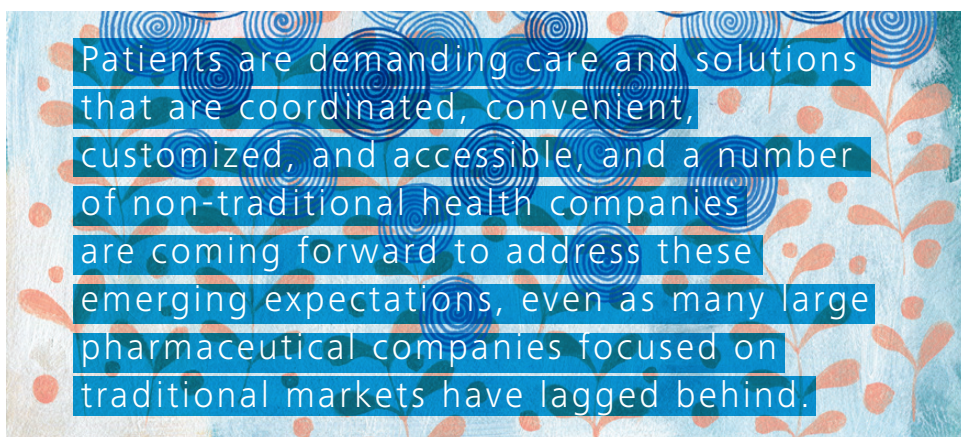 Patients are demanding care and solutions
that are coordinated, convenient,
customized, and accessible, and a number
of non-traditional health companies
are coming forward to address these
emerging expectations, even as many large
pharmaceutical companies focused on
traditional markets have lagged behind.